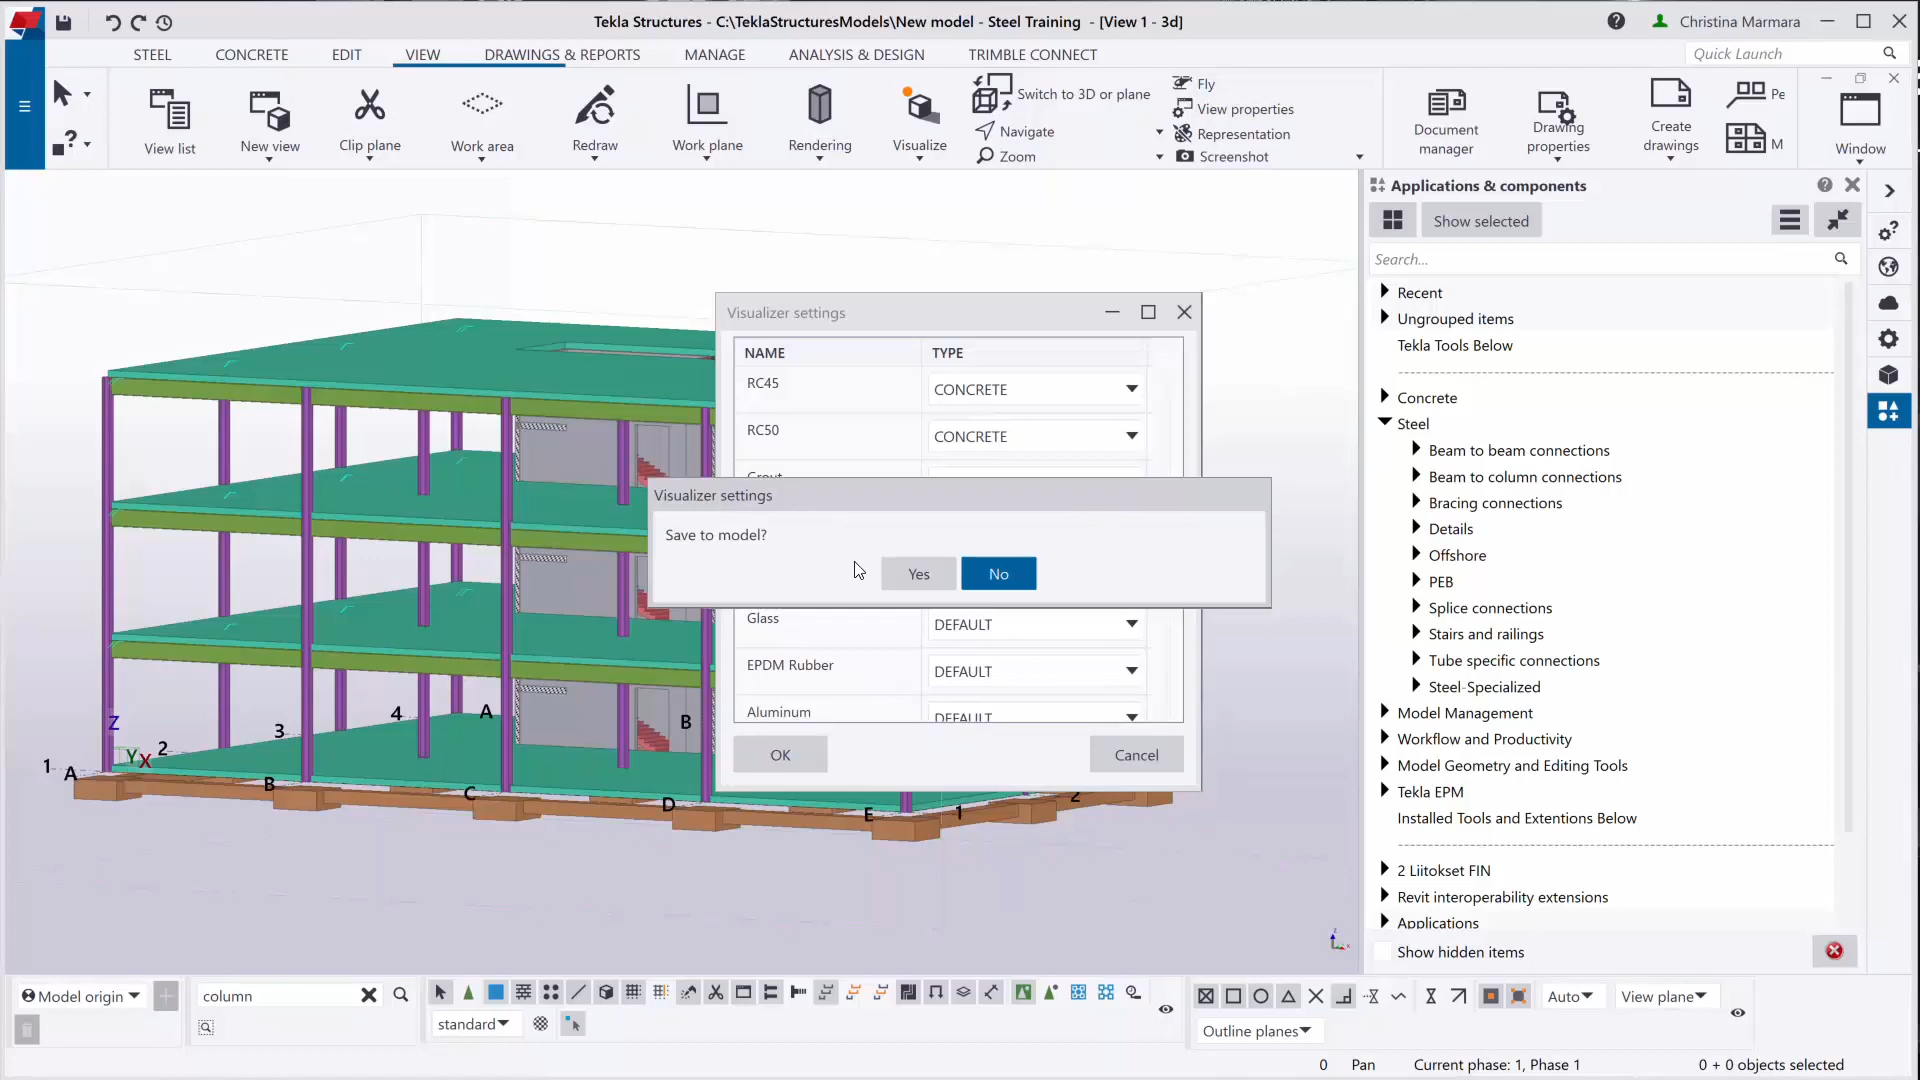 Tekla Structures - C:\TeklaStructuresModels\New model - Steel Training - [View 1 - 3d]
Christina Marmara
STEEL
CONCRETE
EDIT
VIEW
DRAWINGS & REPORTS
MANAGE
ANALYSIS & DESIGN
TRIMBLE CONNECT
Quick Launch
View list
New view
Clip plane
Work area
Redraw
Work plane
Rendering
Visualize
Switch to 3D or plane
Navigate
Zoom
Fly
View properties
Representation
Screenshot
Document
manager
Drawing
properties
Create
drawings
Pe
M
Window
Applications & components
Show selected
Search...
Recent
Ungrouped items
Tekla Tools Below
Concrete
Steel
Beam to beam connections
Beam to column connections
Bracing connections
Details
Offshore
PEB
Splice connections
Stairs and railings
Tube specific connections
Steel-Specialized
Model Management
Workflow and Productivity
Model Geometry and Editing Tools
Tekla EPM
Installed Tools and Extentions Below
2 Liitokset FIN
Revit interoperability extensions
Applications
Show hidden items
Visualizer settings
NAME
TYPE
RC45
CONCRETE
RC50
CONCRETE
Visualizer settings
Save to model?
Yes
No
Glass
DEFAULT
EPDM Rubber
DEFAULT
Aluminum
DEFAULT
OK
Cancel
Z
Y
X
1
A
2
3
4
A
B
B
C
D
E
1
2
Model origin
column
standard
Auto
View plane
Outline planes
0
Pan
Current phase: 1, Phase 1
0 + 0 objects selected